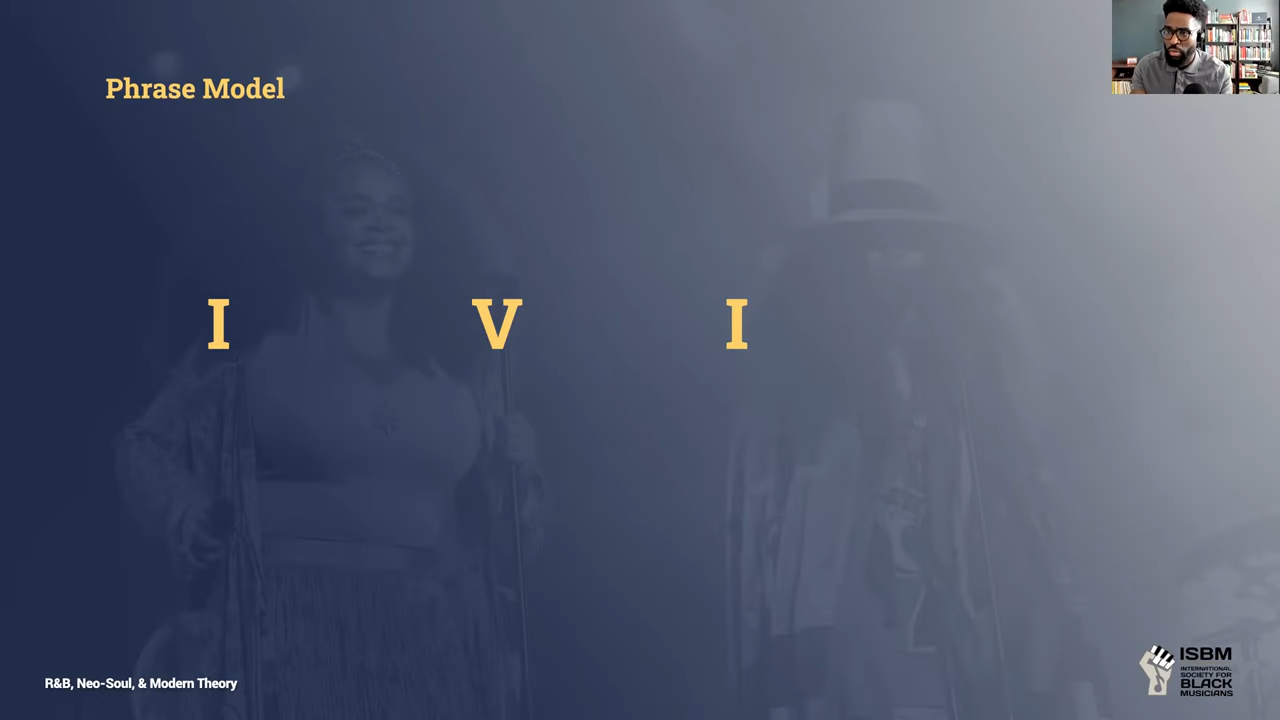 Phrase Model
I V I
R&B, Neo-Soul, & Modern Theory
ISBM
INTERNATIONAL
SOCIETY FOR
BLACK
MUSICIANS